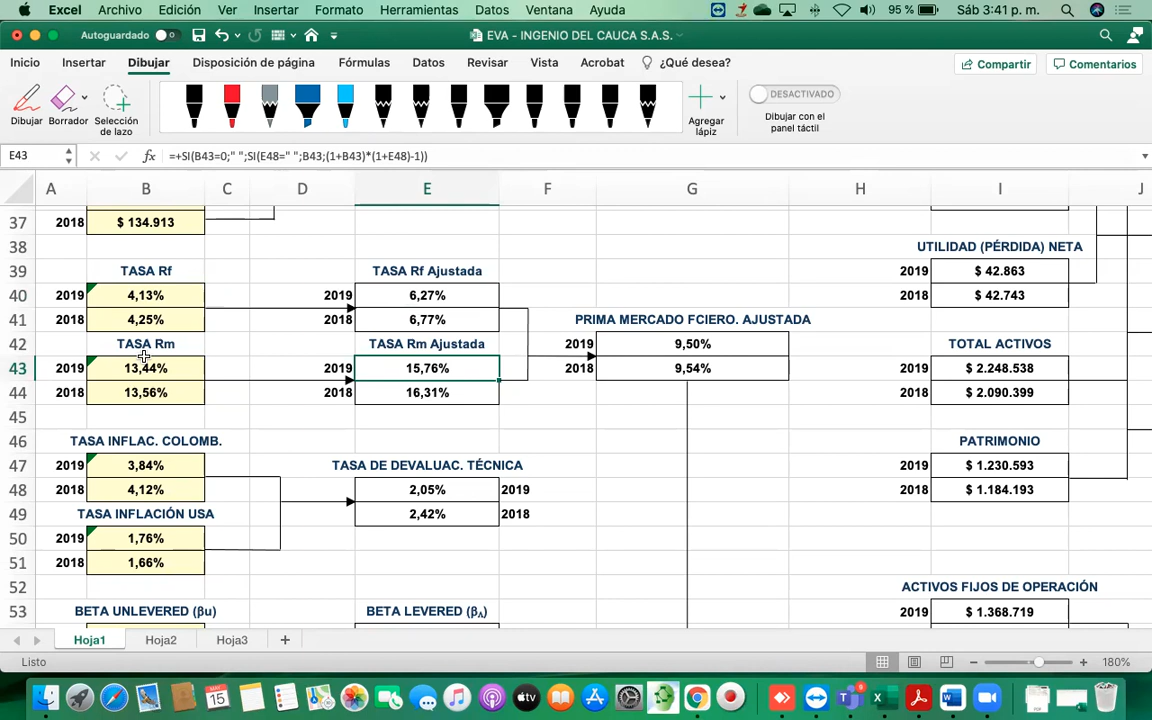 Excel Archivo Edición Ver Insertar Formato Herramientas Datos Ventana Ayuda 95 % Sáb 3:41 p. m.
Autoguardado EVA - INGENIO DEL CAUCA S.A.S.
Inicio Insertar Dibujar Disposición de página Fórmulas Datos Revisar Vista Acrobat ¿Qué desea? Compartir Comentarios
DESACTIVADO
Dibujar Borrador Selección de lazo Agregar lápiz Dibujar con el panel táctil
E43 fx =+SI(B43=0;" ";SI(E48=" ";B43;(1+B43)*(1+E48)-1))
A B C D E F G H I J
37 2018 $ 134.913
38 UTILIDAD (PÉRDIDA) NETA
39 TASA Rf TASA Rf Ajustada 2019 $ 42.863
40 2019 4,13% 2019 6,27% 2018 $ 42.743
41 2018 4,25% 2018 6,77% PRIMA MERCADO FCIERO. AJUSTADA
42 TASA Rm TASA Rm Ajustada 2019 9,50% TOTAL ACTIVOS
43 2019 13,44% 2019 15,76% 2018 9,54% 2019 $ 2.248.538
44 2018 13,56% 2018 16,31% 2018 $ 2.090.399
45
46 TASA INFLAC. COLOMB. PATRIMONIO
47 2019 3,84% TASA DE DEVALUAC. TÉCNICA 2019 $ 1.230.593
48 2018 4,12% 2,05% 2019 2018 $ 1.184.193
49 TASA INFLACIÓN USA 2,42% 2018
50 2019 1,76%
51 2018 1,66%
52 ACTIVOS FIJOS DE OPERACIÓN
53 BETA UNLEVERED (βu) BETA LEVERED (βA) 2019 $ 1.368.719
Hoja1 Hoja2 Hoja3 +
Listo 180%